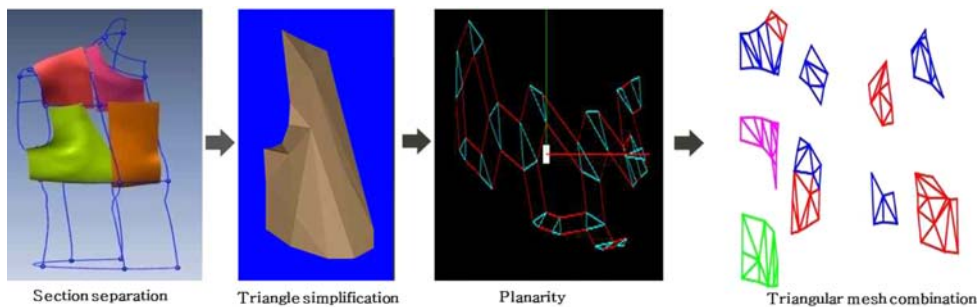 Section separation
Triangle simplification
Planarity
Triangular mesh combination